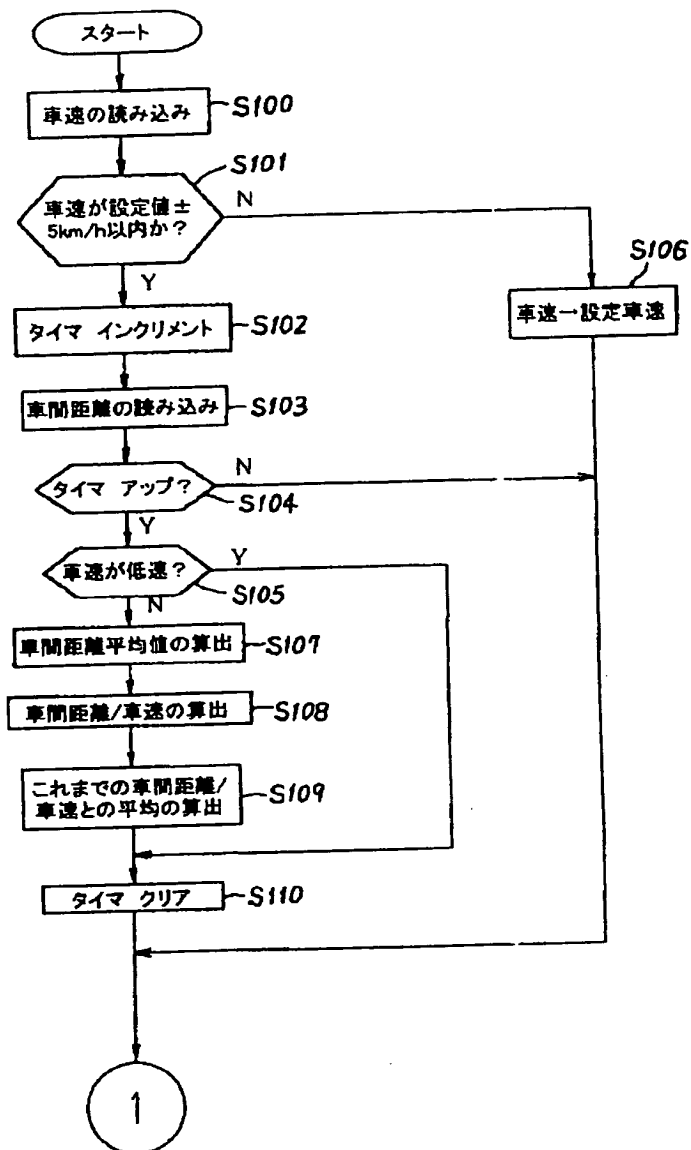 スタート
車速の読み込み
S100
S101
車速が設定値±
5km/h以内か?
N
Y
S106
車速→設定車速
タイマ インクリメント
S102
車間距離の読み込み
S103
タイマ アップ?
N
S104
Y
車速が低速?
Y
S105
N
車間距離平均値の算出
S107
車間距離/車速の算出
S108
これまでの車間距離/
車速との平均の算出
S109
タイマ クリア
S110
1